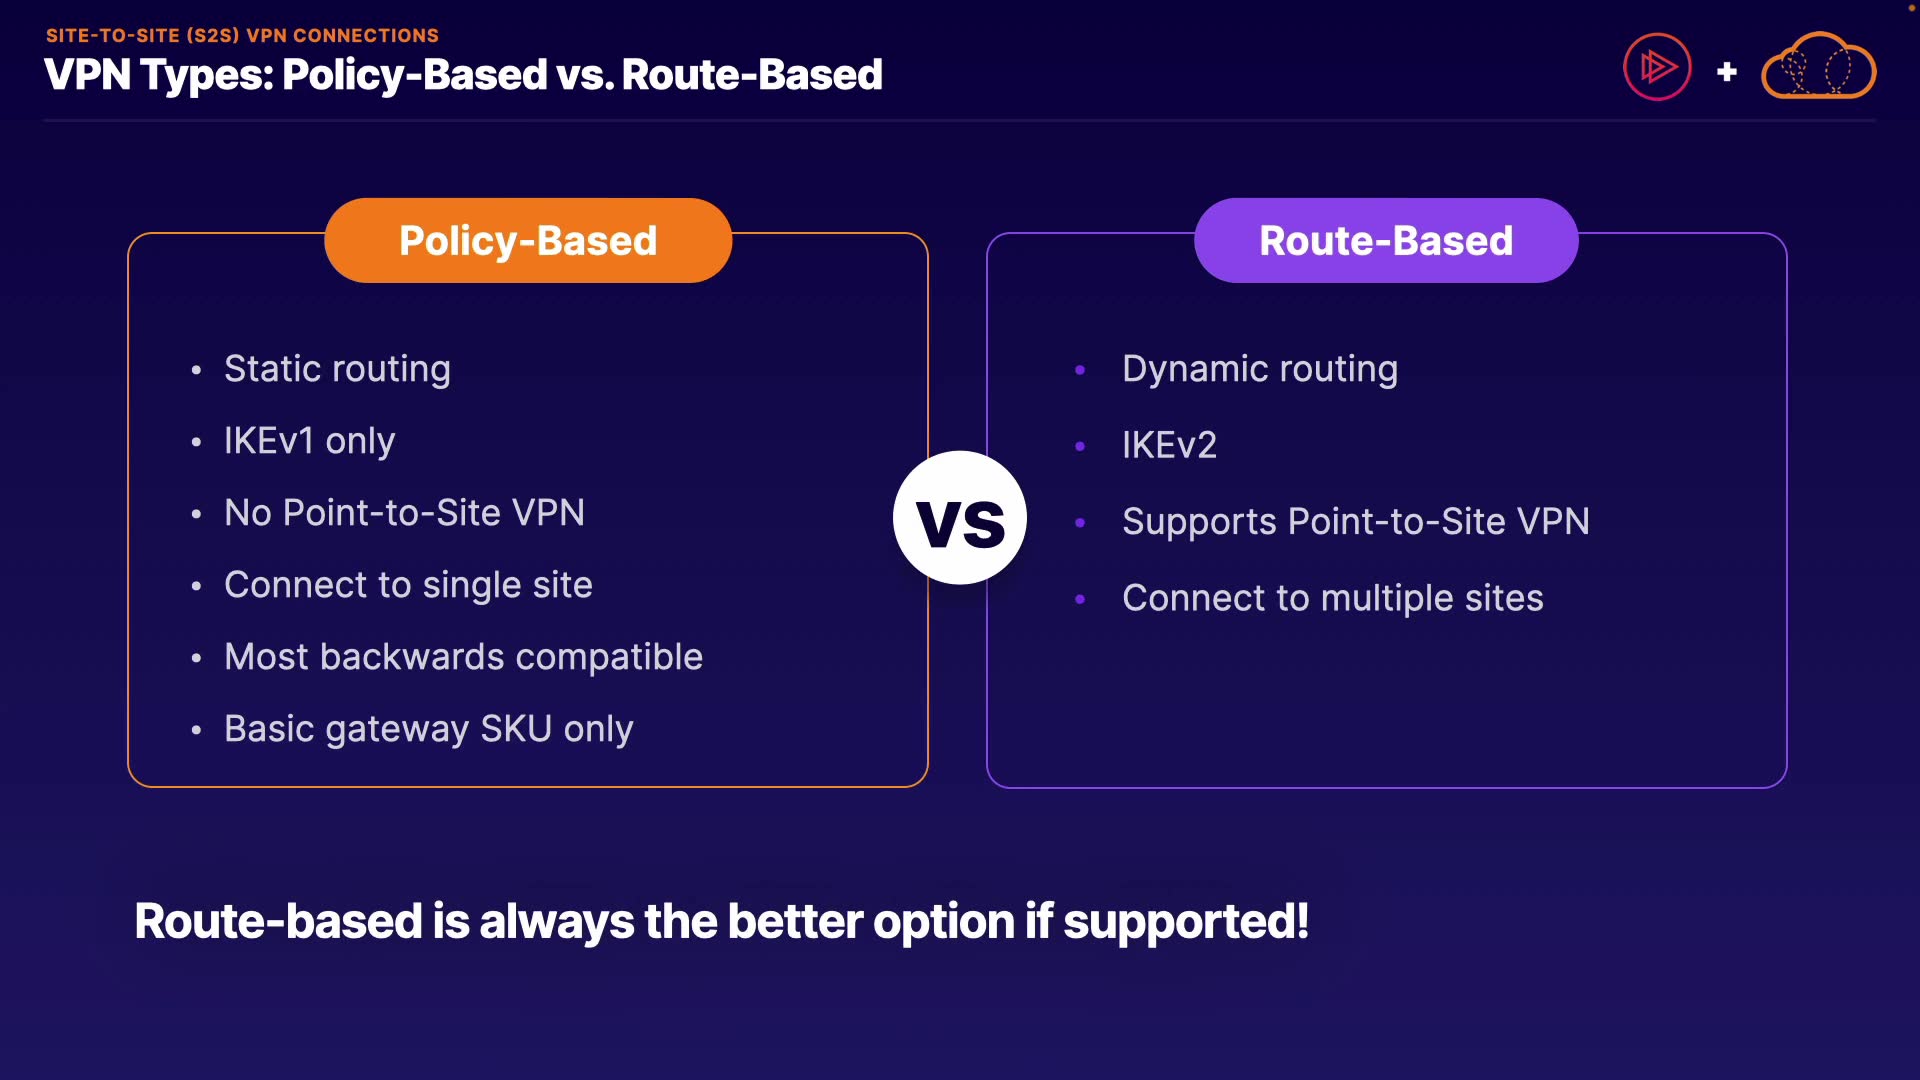 SITE-TO-SITE (S2S) VPN CONNECTIONS
VPN Types: Policy-Based vs. Route-Based
+
Policy-Based
• Static routing
• IKEv1 only
• No Point-to-Site VPN
• Connect to single site
• Most backwards compatible
• Basic gateway SKU only
VS
Route-Based
• Dynamic routing
• IKEv2
• Supports Point-to-Site VPN
• Connect to multiple sites
Route-based is always the better option if supported!